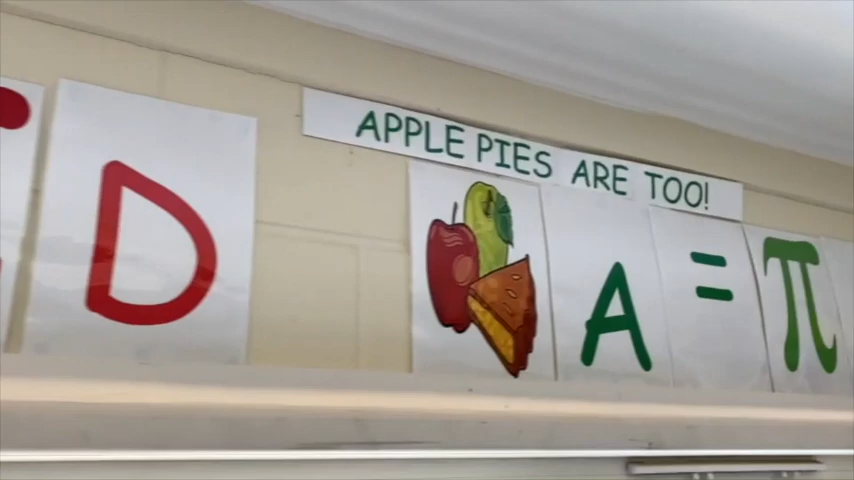 APPLE PIES ARE TOO!
D A = π